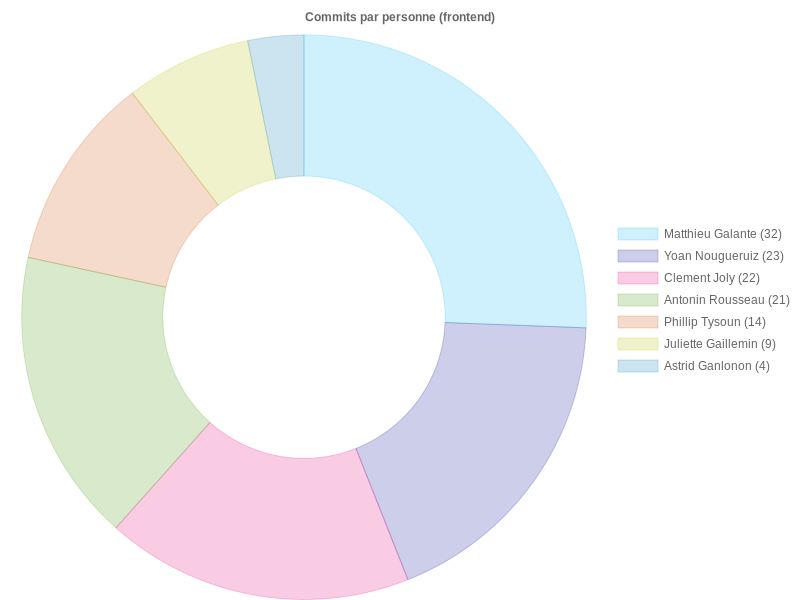 Commits par personne (frontend)
Matthieu Galante (32)
Yoan Nougueruiz (23)
Clement Joly (22)
Antonin Rousseau (21)
Phillip Tysoun (14)
Juliette Gaillemin (9)
Astrid Ganlonon (4)